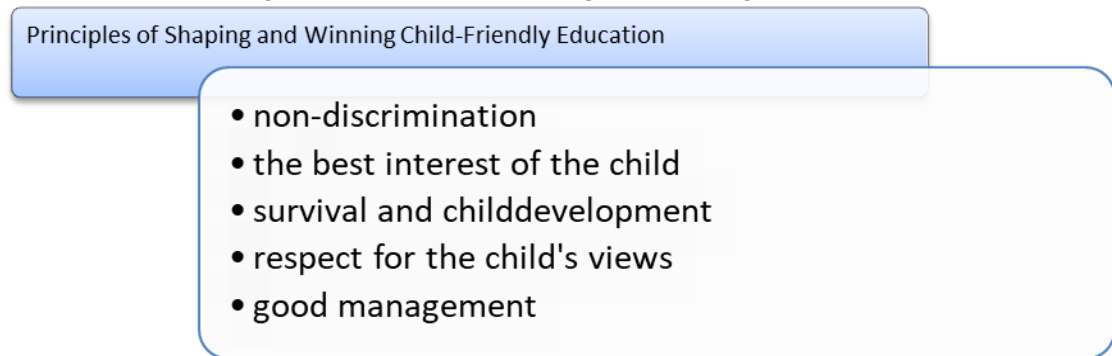 Principles of Shaping and Winning Child-Friendly Education
• non-discrimination
• the best interest of the child
• survival and childdevelopment
• respect for the child's views
• good management